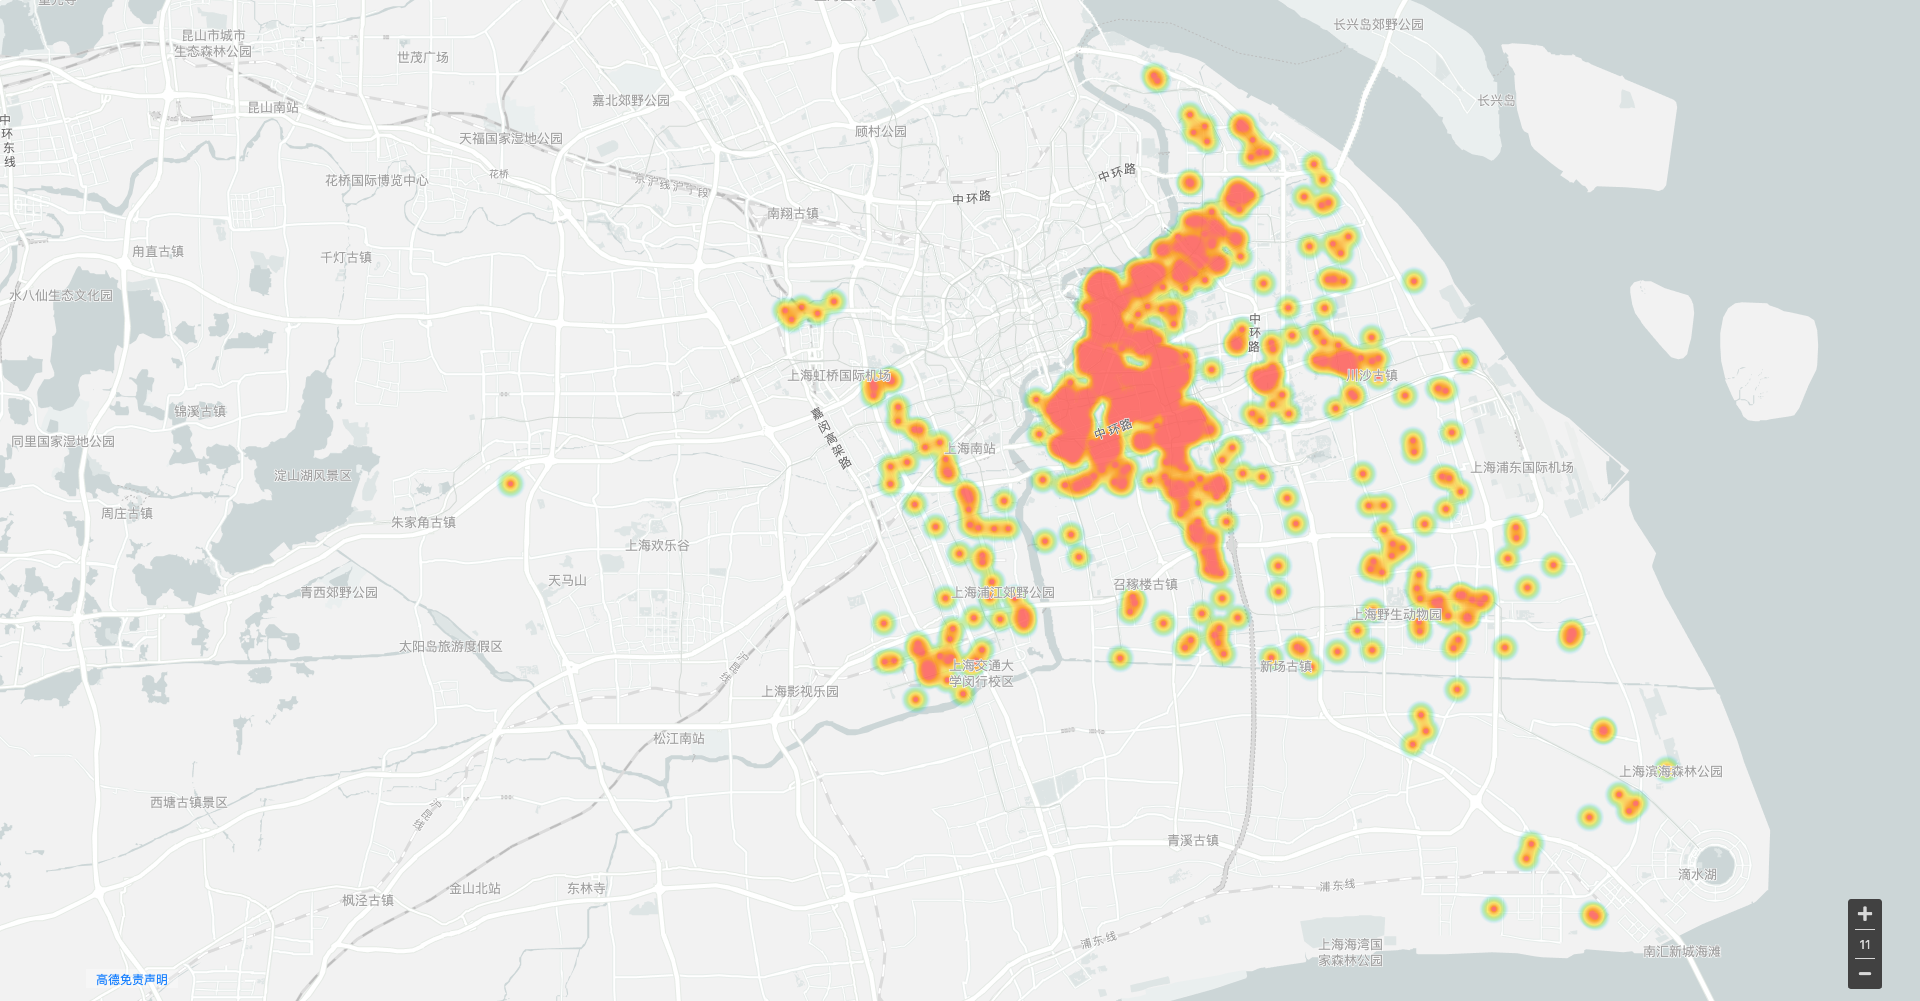 长兴岛郊野公园
昆山市城市
生态森林公园
世茂广场
嘉北郊野公园
长兴岛
昆山南站
中环东线
天福国家湿地公园
顾村公园
中环路
花桥
花桥国际博览中心
京沪线沪宁段
中环路
南翔古镇
甪直古镇
千灯古镇
水八仙生态文化园
中环路
上海虹桥国际机场
川沙古镇
锦溪古镇
嘉闵高架路
中环路
同里国家湿地公园
上海南站
淀山湖风景区
上海浦东国际机场
周庄古镇
朱家角古镇
上海欢乐谷
天马山
召稼楼古镇
青西郊野公园
上海浦江郊野公园
上海野生动物园
太阳岛旅游度假区
沪昆线
上海交通大
学闵行校区
新场古镇
上海影视乐园
松江南站
上海滨海森林公园
西塘古镇景区
沪昆线
青溪古镇
滴水湖
金山北站
东林寺
浦东线
枫泾古镇
浦东线
上海海湾国
家森林公园
南汇新城海滩
高德免责声明
11